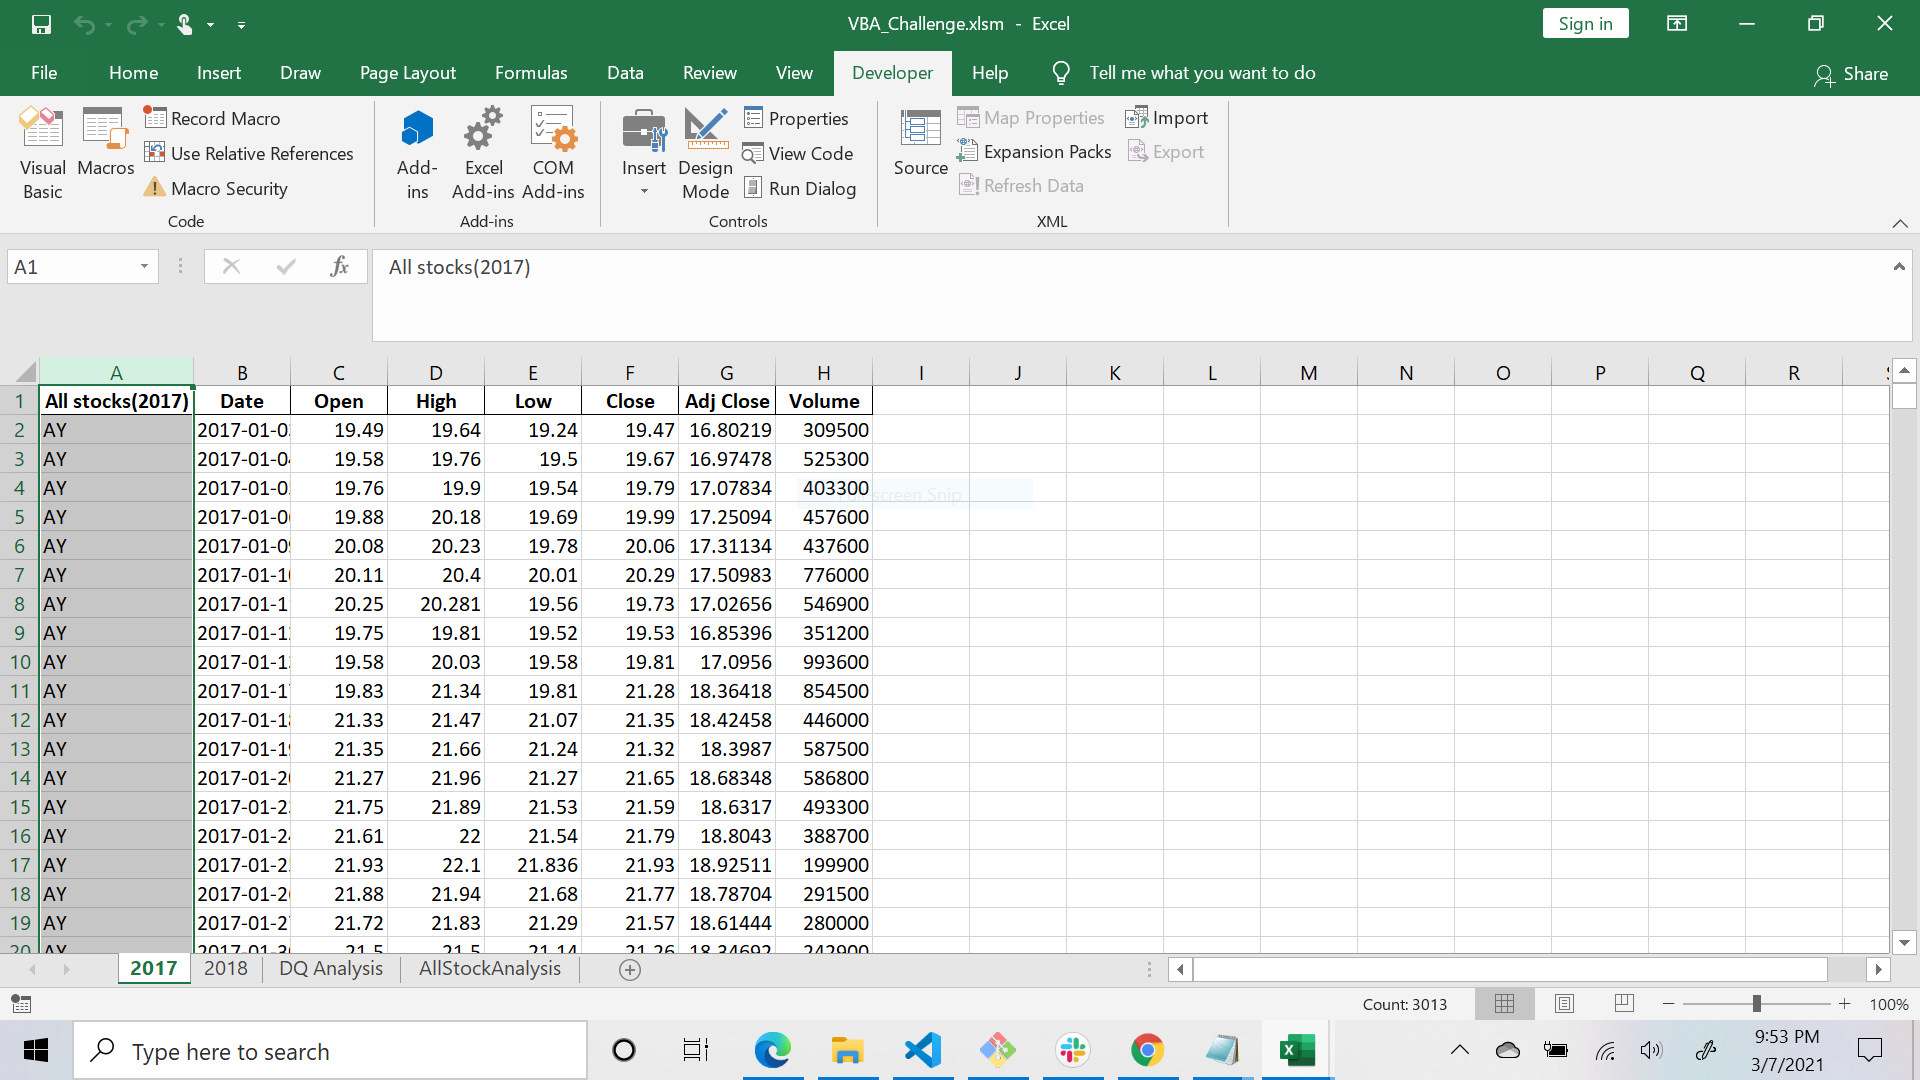 VBA_Challenge.xlsm - Excel
Sign in
File Home Insert Draw Page Layout Formulas Data Review View Developer Help Tell me what you want to do Share
Visual Basic
Macros
Record Macro
Use Relative References
Macro Security
Code
Add-ins
Excel Add-ins
COM Add-ins
Add-ins
Insert
Design Mode
Properties
View Code
Run Dialog
Controls
Source
Map Properties
Expansion Packs
Refresh Data
Import
Export
XML
A1 fx All stocks(2017)
A B C D E F G H I J K L M N O P Q R
1 All stocks(2017) Date Open High Low Close Adj Close Volume
2 AY 2017-01-0 19.49 19.64 19.24 19.47 16.80219 309500
3 AY 2017-01-0 19.58 19.76 19.5 19.67 16.97478 525300
4 AY 2017-01-0 19.76 19.9 19.54 19.79 17.07834 403300 screen Snip
5 AY 2017-01-0 19.88 20.18 19.69 19.99 17.25094 457600
6 AY 2017-01-0 20.08 20.23 19.78 20.06 17.31134 437600
7 AY 2017-01-1 20.11 20.4 20.01 20.29 17.50983 776000
8 AY 2017-01-1 20.25 20.281 19.56 19.73 17.02656 546900
9 AY 2017-01-1 19.75 19.81 19.52 19.53 16.85396 351200
10 AY 2017-01-1 19.58 20.03 19.58 19.81 17.0956 993600
11 AY 2017-01-1 19.83 21.34 19.81 21.28 18.36418 854500
12 AY 2017-01-1 21.33 21.47 21.07 21.35 18.42458 446000
13 AY 2017-01-1 21.35 21.66 21.24 21.32 18.3987 587500
14 AY 2017-01-2 21.27 21.96 21.27 21.65 18.68348 586800
15 AY 2017-01-2 21.75 21.89 21.53 21.59 18.6317 493300
16 AY 2017-01-2 21.61 22 21.54 21.79 18.8043 388700
17 AY 2017-01-2 21.93 22.1 21.836 21.93 18.92511 199900
18 AY 2017-01-2 21.88 21.94 21.68 21.77 18.78704 291500
19 AY 2017-01-2 21.72 21.83 21.29 21.57 18.61444 280000
20 AY 2017-01-3 21.5 21.5 21.14 21.26 18.34692 242900
2017 2018 DQ Analysis AllStockAnalysis
Count: 3013 100%
Type here to search
9:53 PM
3/7/2021